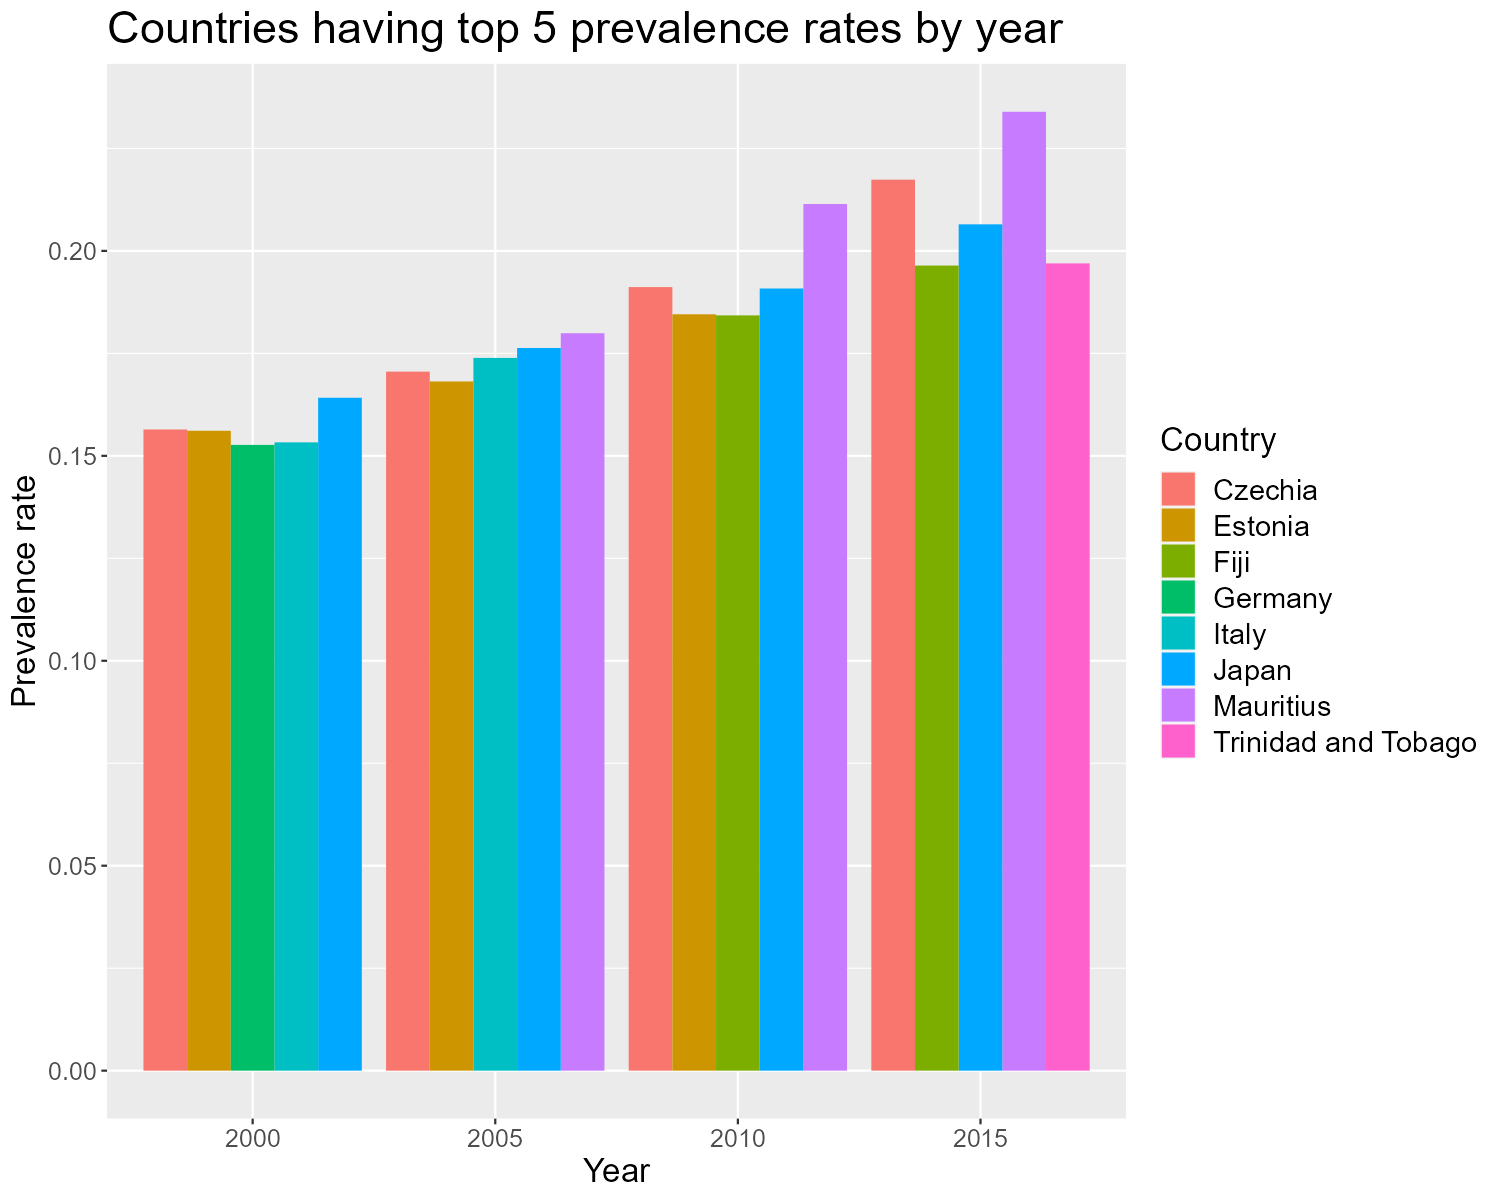 Countries having top 5 prevalence rates by year
Prevalence rate
0.20
0.15
0.10
0.05
0.00
2000 2005 2010 2015
Year
Country
Czechia
Estonia
Fiji
Germany
Italy
Japan
Mauritius
Trinidad and Tobago